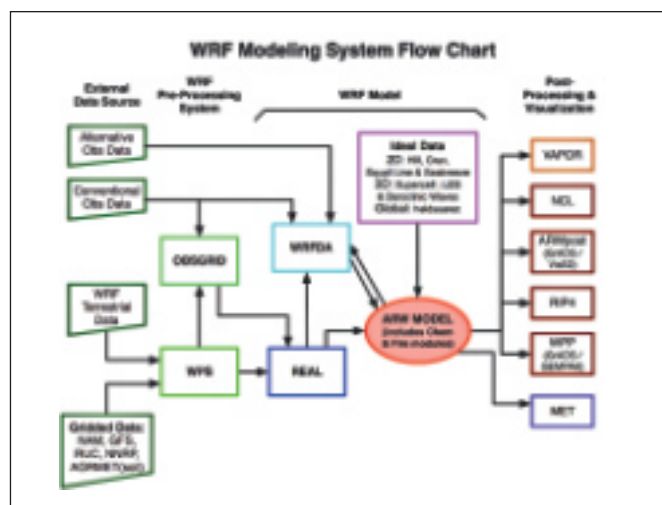 WRF Modeling System Flow Chart
External
Data Source
WRF
Pre-Processing
System
WRF Model
Post-
Processing &
Visualization
Alternative
Obs Data
Conventional
Obs Data
WRF
Terrestrial
Data
Gridded Data:
NAM, GFS,
RUC, NNRP,
AGRMET(soil)
OBSGRID
WPS
WRFDA
REAL
Ideal Data
2D: Hill, Grav,
Squall Line & Seabreeze
3D: Supercell ; LES
& Baroclinic Waves
Global: heldsuarez
ARW MODEL
(includes Chem
& Fire modules)
VAPOR
NCL
ARWpost
(GrADS /
Vis5D)
RIP4
(GrADS /
GEMPAK)
MET